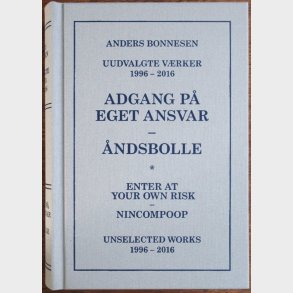 ANDERS BONNESEN
UUDVALGTE VÆRKER
1996 – 2016
ADGANG PÅ
EGET ANSVAR
–
ÅNDSBOLLE
*
ENTER AT
YOUR OWN RISK
–
NINCOMPOOP
UNSELECTED WORKS
1996 – 2016